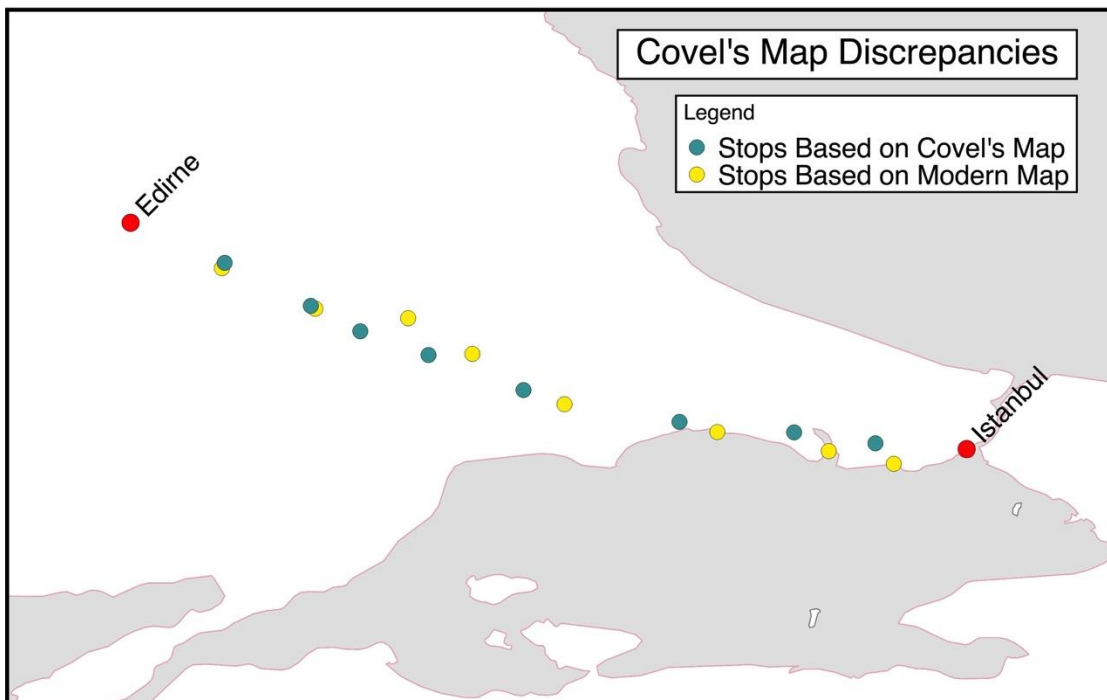 Covel's Map Discrepancies
Legend
Stops Based on Covel's Map
Stops Based on Modern Map
Edirne
Istanbul